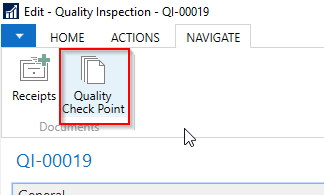 Edit - Quality Inspection - QI-00019
HOME ACTIONS NAVIGATE
Receipts
Quality
Check Point
Documents
QI-00019
General